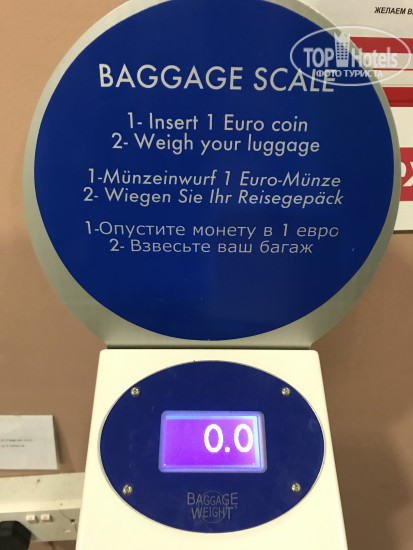 ЖЕЛАЕМ
TOP Hotels
ФОТО ТУРИСТА
BAGGAGE SCALE
1- Insert 1 Euro coin
2- Weigh your luggage
1-Münzeinwurf 1 Euro-Münze
2- Wiegen Sie Ihr Reisegepäck
1-Опустите монету в 1 евро
2- Взвесьте ваш багаж
0.0
BAGGAGE
WEIGHT